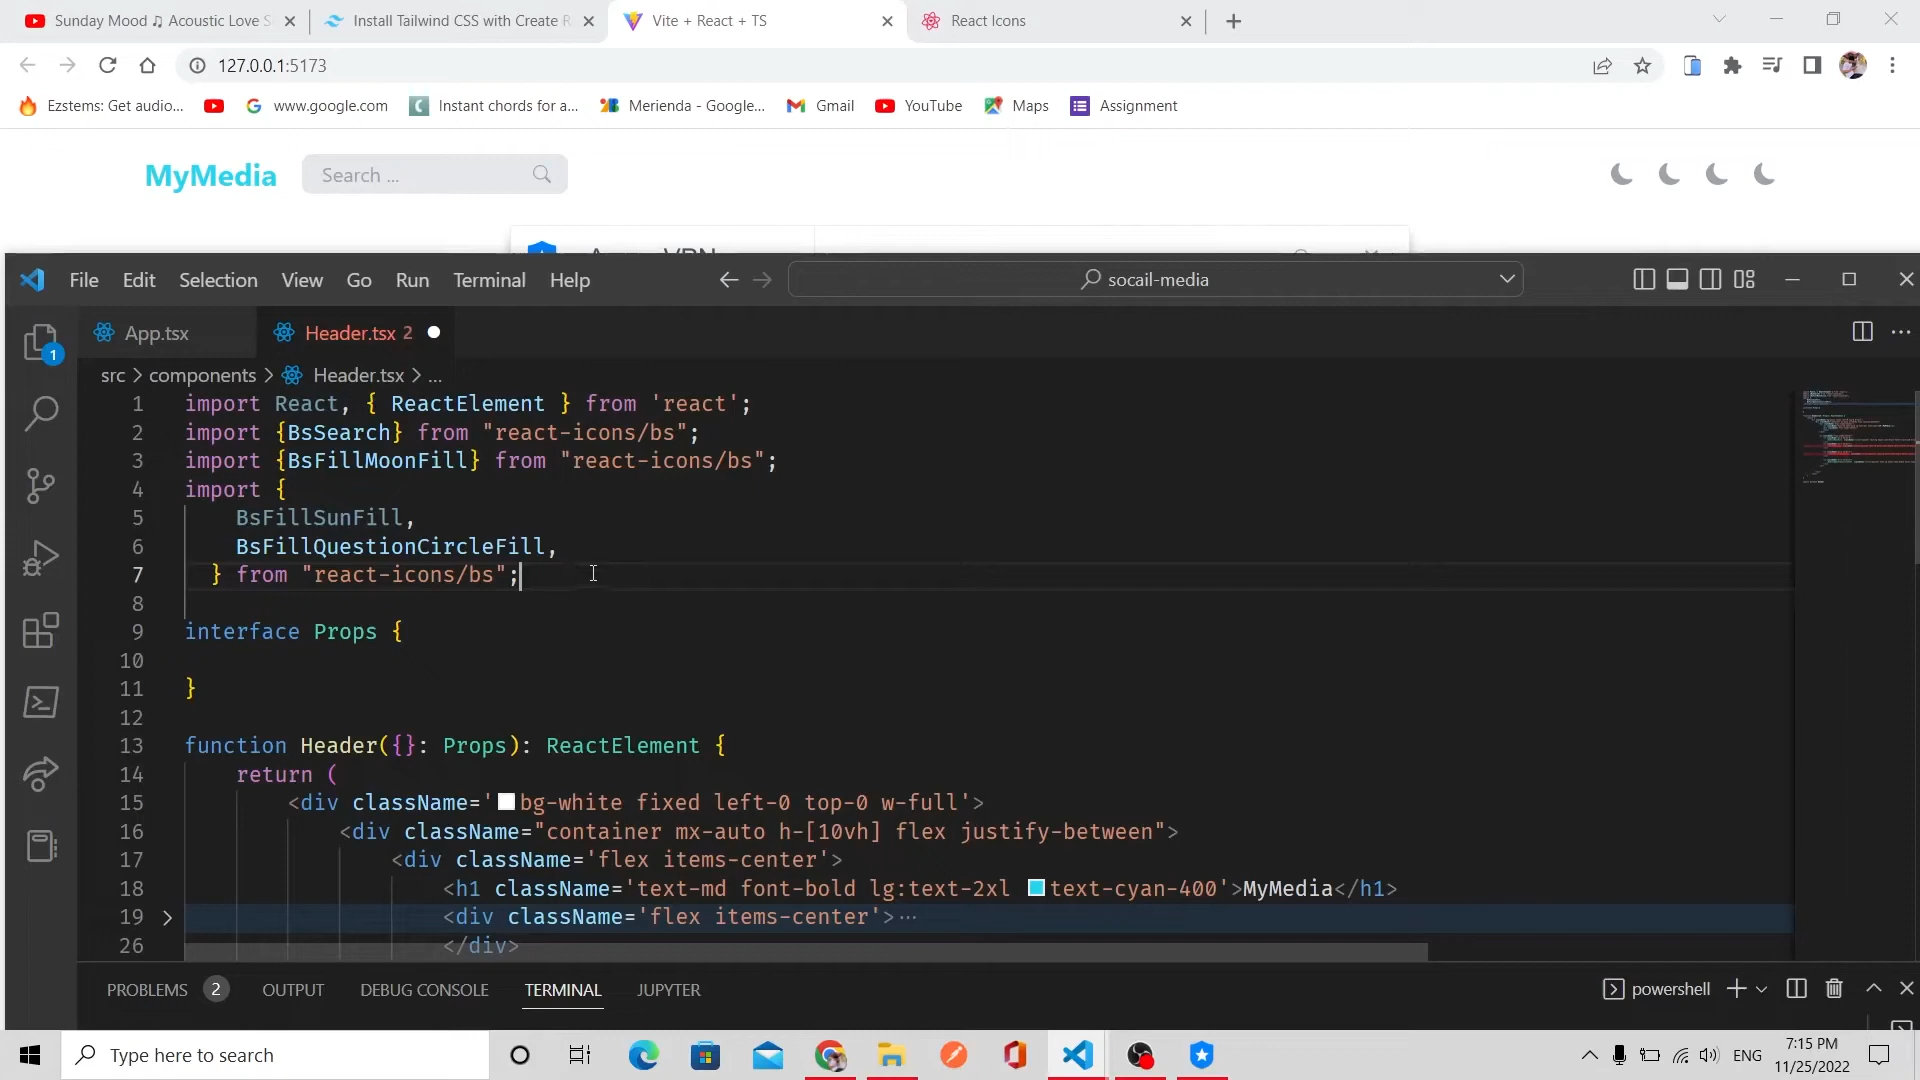 Sunday Mood ♫ Acoustic Love S
Install Tailwind CSS with Create R
Vite + React + TS
React Icons
127.0.0.1:5173
Ezstems: Get audio...
www.google.com
Instant chords for a...
Merienda - Google...
Gmail
YouTube
Maps
Assignment
MyMedia
Search ...
VPN
File Edit Selection View Go Run Terminal Help
socail-media
1
App.tsx
Header.tsx 2
src > components > Header.tsx > ...
1 import React, { ReactElement } from 'react';
2 import {BsSearch} from "react-icons/bs";
3 import {BsFillMoonFill} from "react-icons/bs";
4 import {
5 BsFillSunFill,
6 BsFillQuestionCircleFill,
7 } from "react-icons/bs";
8
9 interface Props {
10
11 }
12
13 function Header({}: Props): ReactElement {
14 return (
15 <div className='bg-white fixed left-0 top-0 w-full'>
16 <div className="container mx-auto h-[10vh] flex justify-between">
17 <div className='flex items-center'>
18 <h1 className='text-md font-bold lg:text-2xl text-cyan-400'>MyMedia</h1>
19 <div className='flex items-center'>...
26 </div>
PROBLEMS 2 OUTPUT DEBUG CONSOLE TERMINAL JUPYTER
powershell
Type here to search
ENG
7:15 PM
11/25/2022